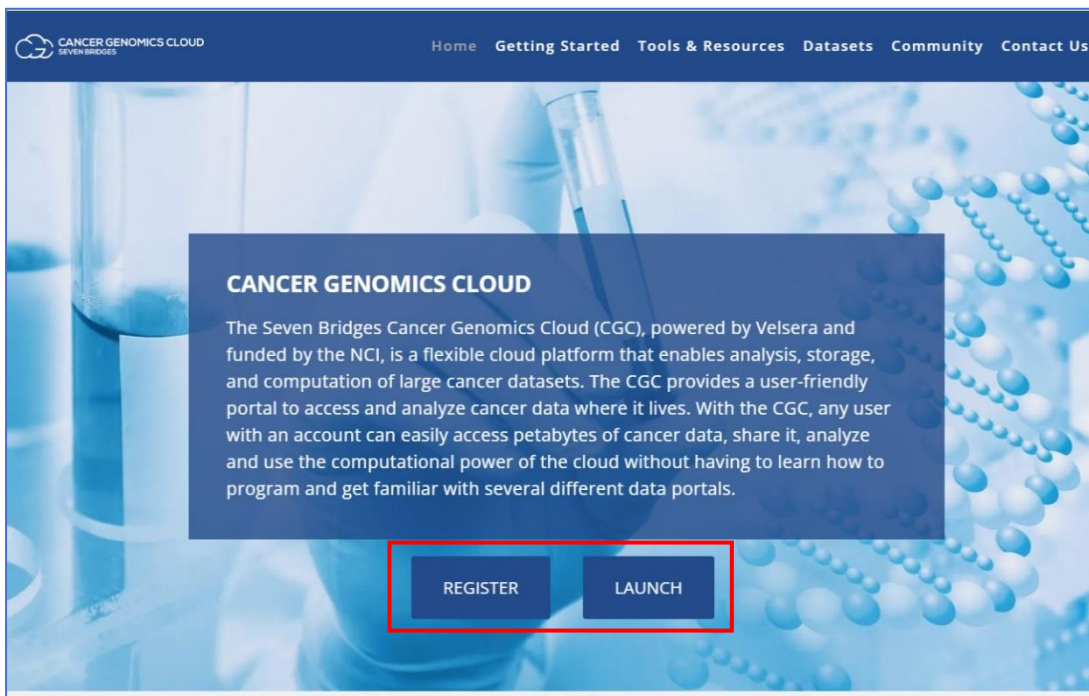 CANCER GENOMICS CLOUD
SEVEN BRIDGES
Home Getting Started Tools & Resources Datasets Community Contact Us
CANCER GENOMICS CLOUD
The Seven Bridges Cancer Genomics Cloud (CGC), powered by Velsera and
funded by the NCI, is a flexible cloud platform that enables analysis, storage,
and computation of large cancer datasets. The CGC provides a user-friendly
portal to access and analyze cancer data where it lives. With the CGC, any user
with an account can easily access petabytes of cancer data, share it, analyze
and use the computational power of the cloud without having to learn how to
program and get familiar with several different data portals.
REGISTER LAUNCH